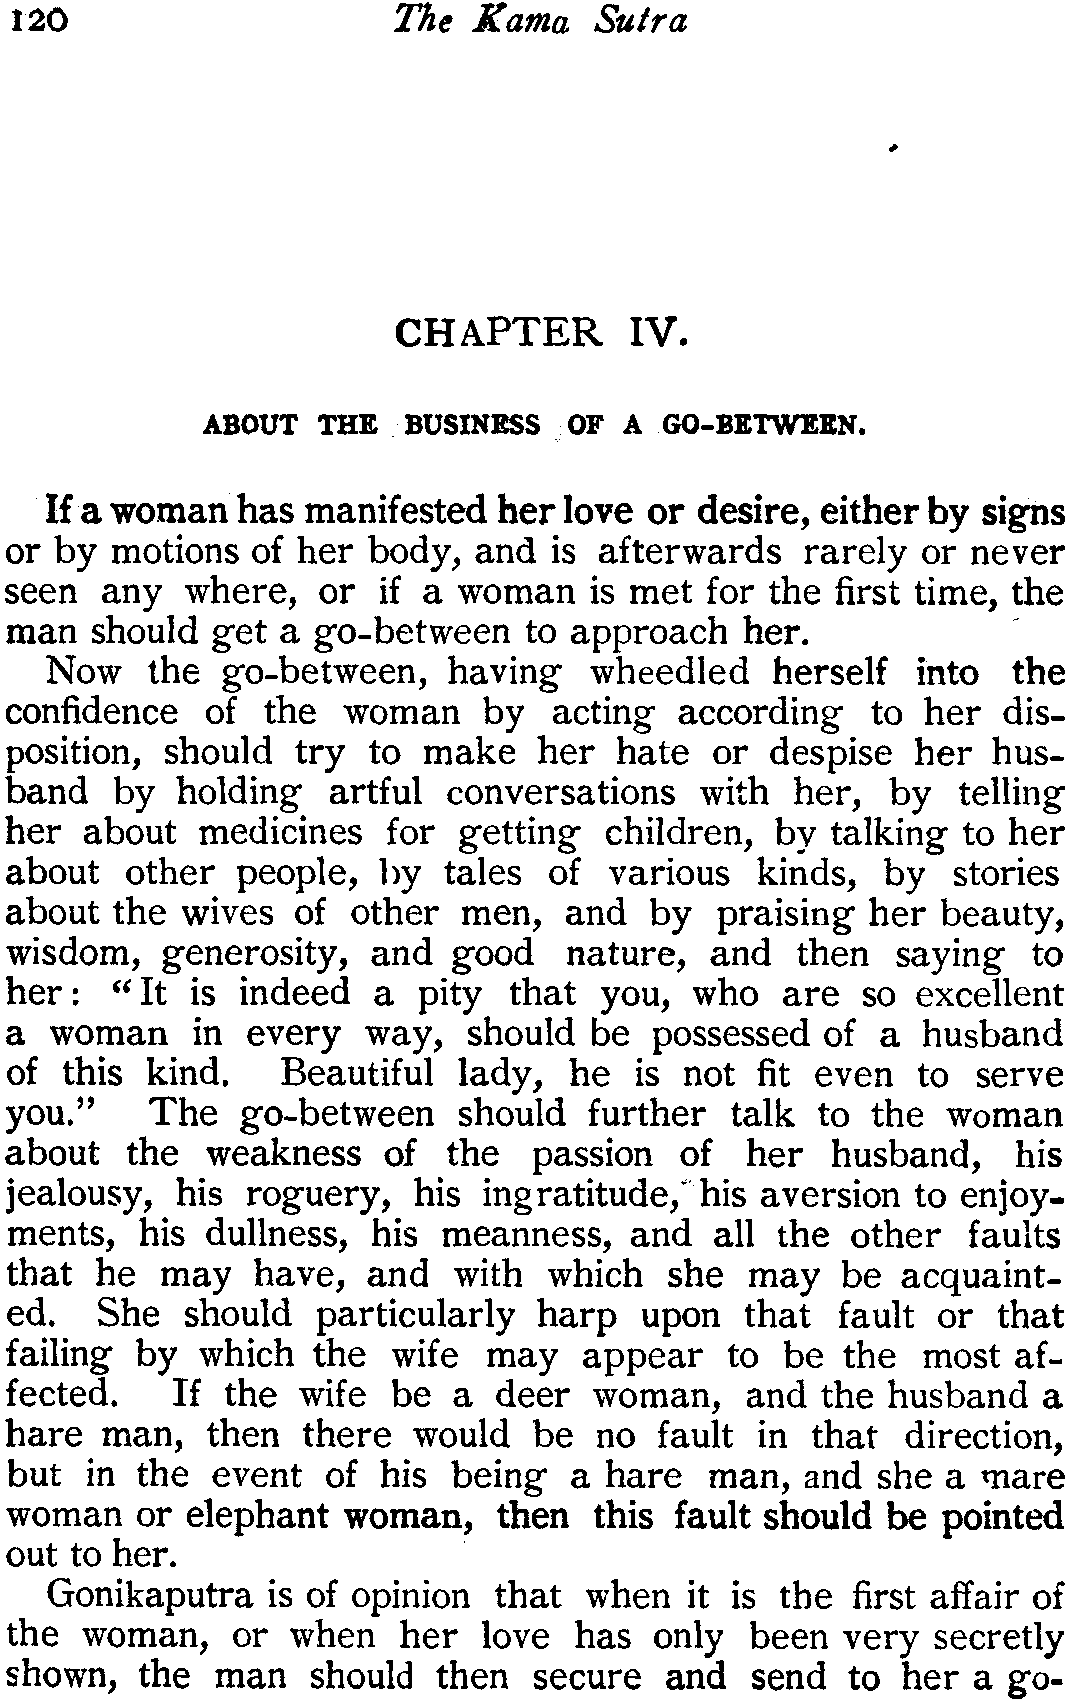 120 The Kama Sutra
CHAPTER IV.
ABOUT THE BUSINESS OF A GO-BETWEEN.
If a woman has manifested her love or desire, either by signs
or by motions of her body, and is afterwards rarely or never
seen any where, or if a woman is met for the first time, the
man should get a go-between to approach her.
Now the go-between, having wheedled herself into the
confidence of the woman by acting according to her dis-
position, should try to make her hate or despise her hus-
band by holding artful conversations with her, by telling
her about medicines for getting children, by talking to her
about other people, by tales of various kinds, by stories
about the wives of other men, and by praising her beauty,
wisdom, generosity, and good nature, and then saying to
her: “It is indeed a pity that you, who are so excellent
a woman in every way, should be possessed of a husband
of this kind. Beautiful lady, he is not fit even to serve
you.” The go-between should further talk to the woman
about the weakness of the passion of her husband, his
jealousy, his roguery, his ingratitude, his aversion to enjoy-
ments, his dullness, his meanness, and all the other faults
that he may have, and with which she may be acquaint-
ed. She should particularly harp upon that fault or that
failing by which the wife may appear to be the most af-
fected. If the wife be a deer woman, and the husband a
hare man, then there would be no fault in that direction,
but in the event of his being a hare man, and she a mare
woman or elephant woman, then this fault should be pointed
out to her.
Gonikaputra is of opinion that when it is the first affair of
the woman, or when her love has only been very secretly
shown, the man should then secure and send to her a go-